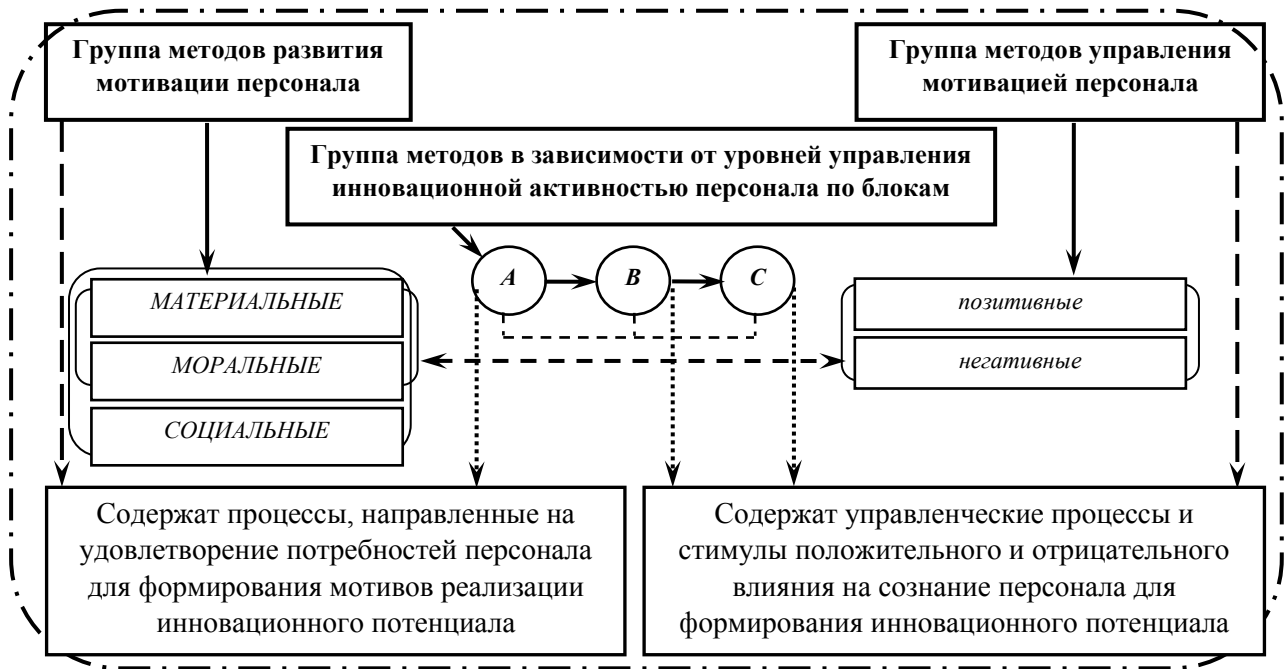 Группа методов развития
мотивации персонала
Группа методов управления
мотивацией персонала
Группа методов в зависимости от уровней управления
инновационной активностью персонала по блокам
A
B
C
МАТЕРИАЛЬНЫЕ
МОРАЛЬНЫЕ
СОЦИАЛЬНЫЕ
позитивные
негативные
Содержат процессы, направленные на
удовлетворение потребностей персонала
для формирования мотивов реализации
инновационного потенциала
Содержат управленческие процессы и
стимулы положительного и отрицательного
влияния на сознание персонала для
формирования инновационного потенциала